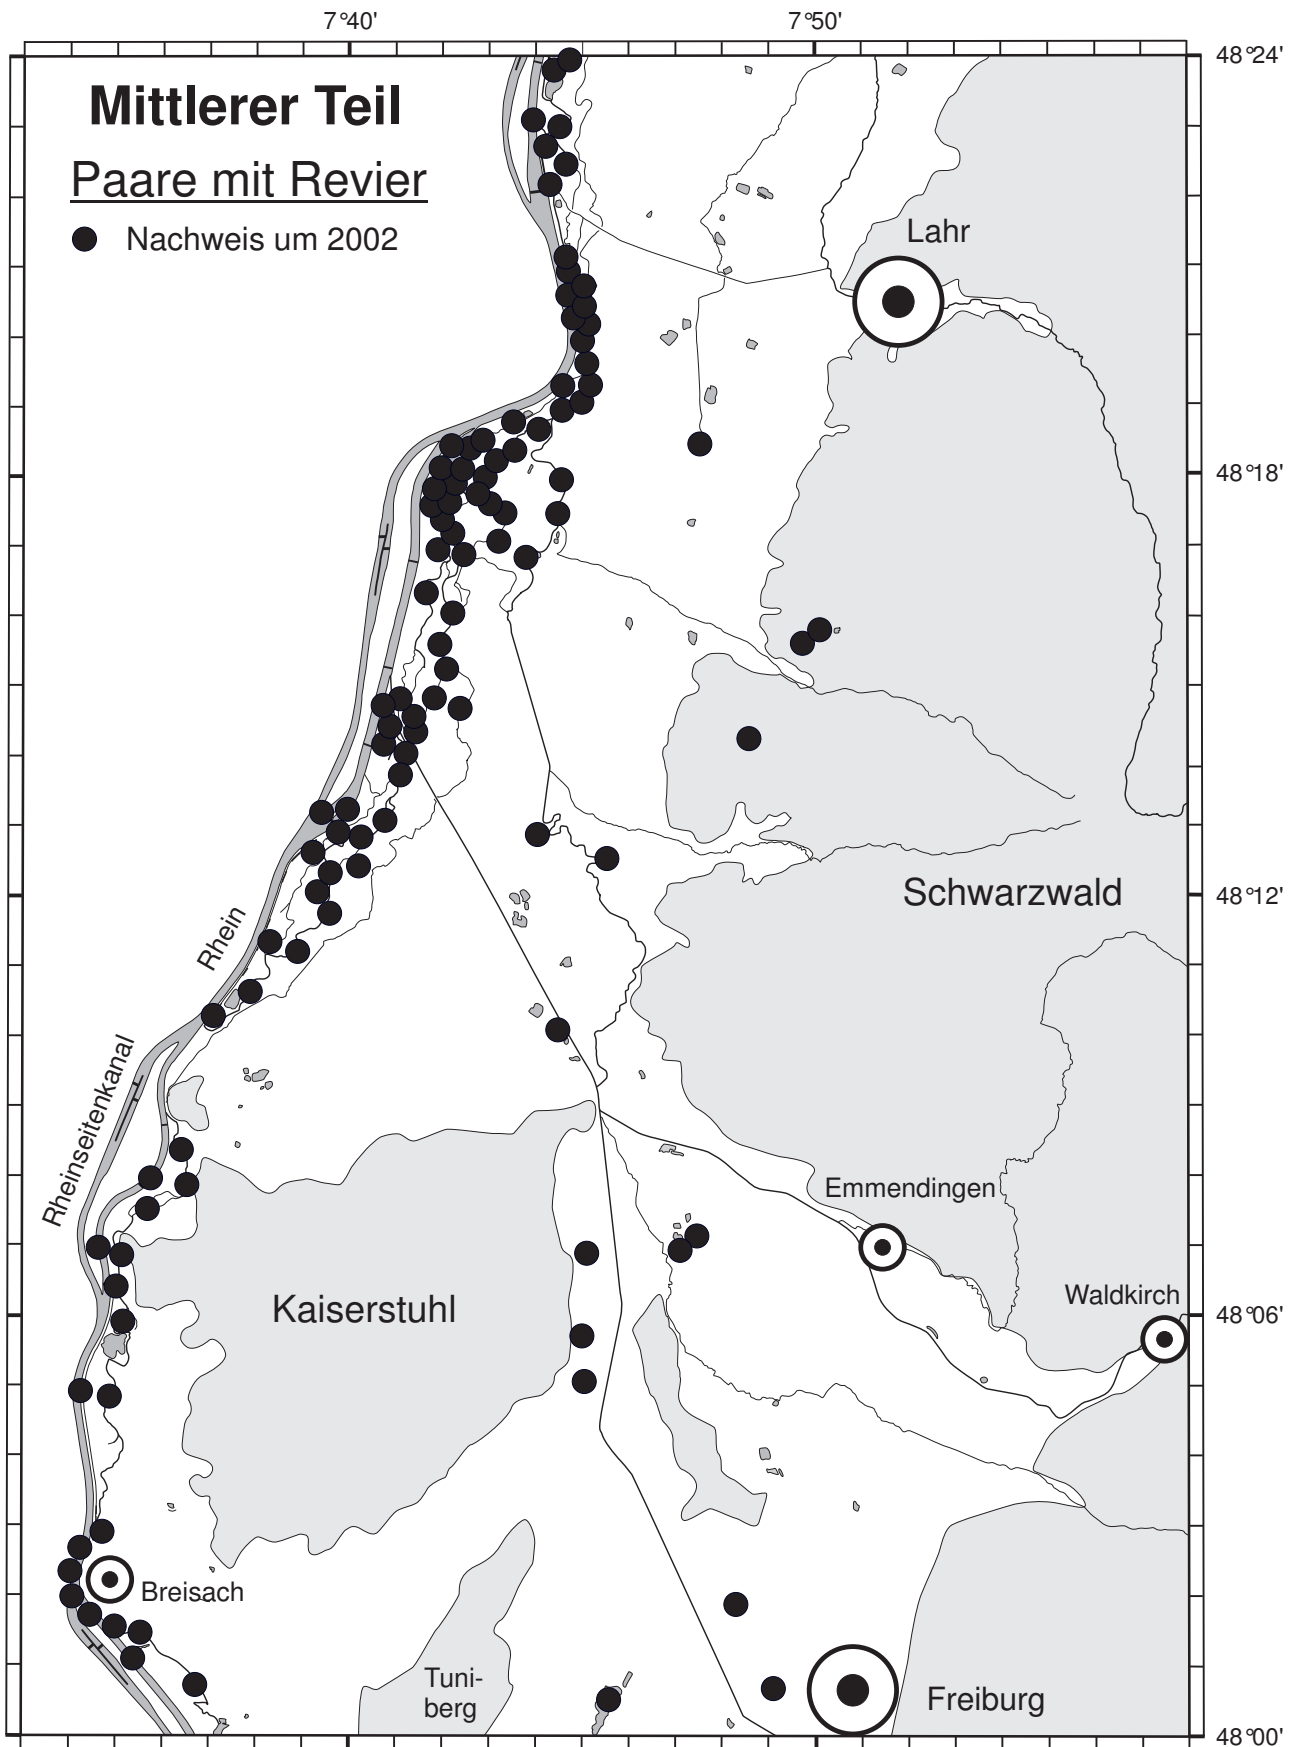 7°40'
7°50'
48°24'
Mittlerer Teil
Paare mit Revier
Nachweis um 2002
Lahr
48°18'
Schwarzwald
48°12'
Rhein
Rheinseitenkanal
Emmendingen
Waldkirch
Kaiserstuhl
48°06'
Breisach
Tuni-
berg
Freiburg
48°00'